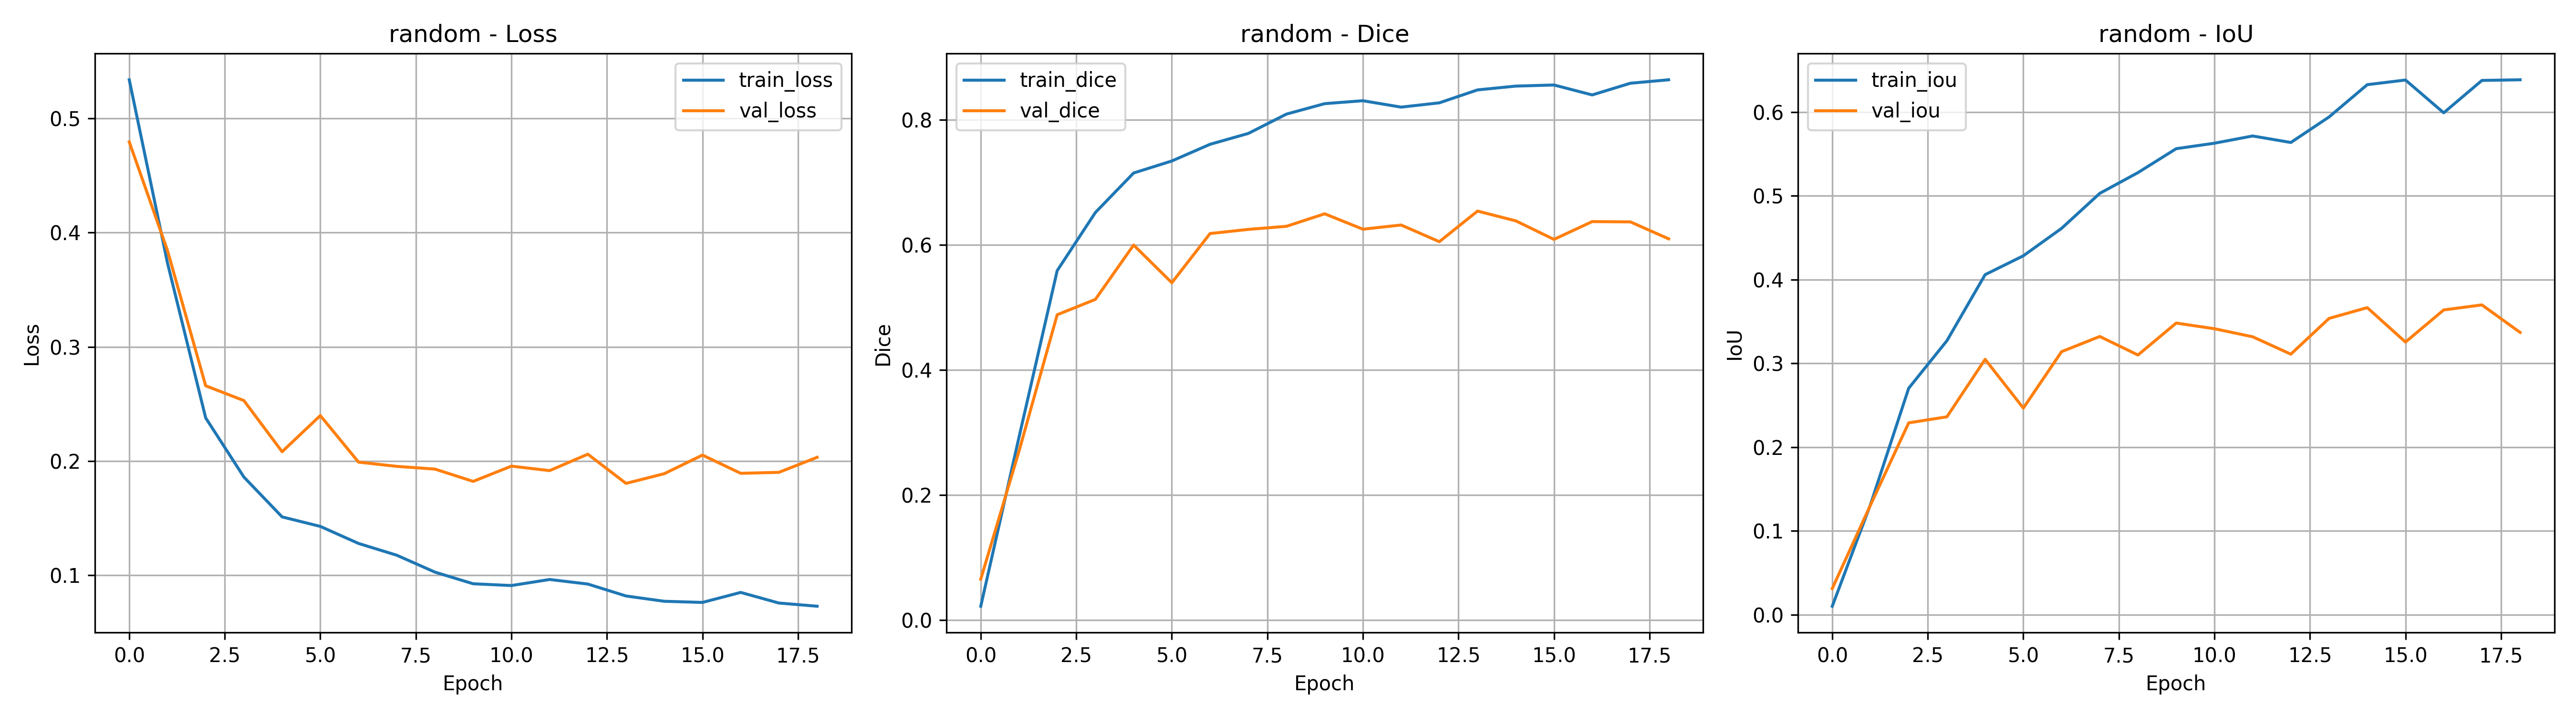 random - Loss
train_loss
val_loss
0.5
0.4
0.3
0.2
0.1
Loss
0.0 2.5 5.0 7.5 10.0 12.5 15.0 17.5
Epoch
random - Dice
train_dice
val_dice
0.8
0.6
0.4
0.2
0.0
Dice
0.0 2.5 5.0 7.5 10.0 12.5 15.0 17.5
Epoch
random - IoU
train_iou
val_iou
0.6
0.5
0.4
0.3
0.2
0.1
0.0
IoU
0.0 2.5 5.0 7.5 10.0 12.5 15.0 17.5
Epoch